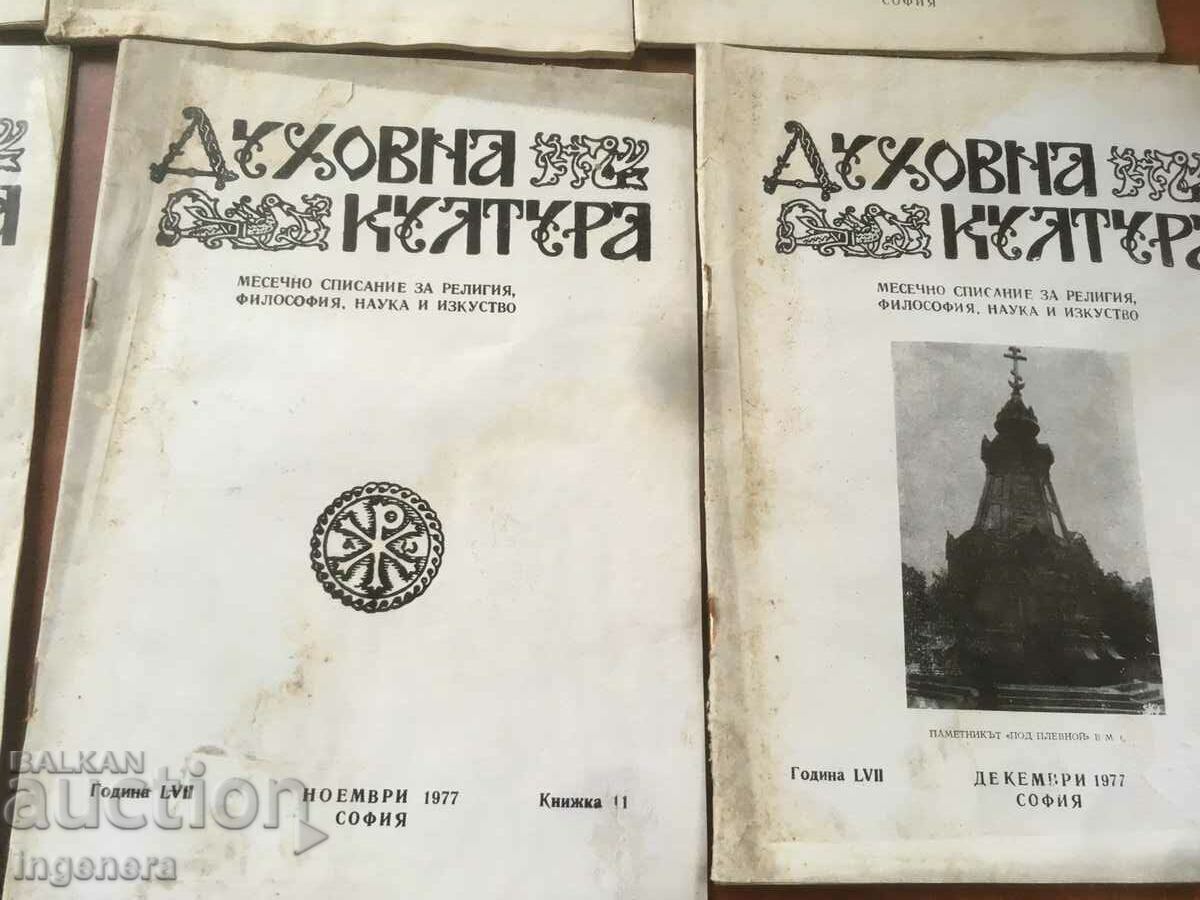 СОФИЯ
А
ДУХОВНА
КУЛТУРА
МЕСЕЧНО СПИСАНИЕ ЗА РЕЛИГИЯ,
ФИЛОСОФИЯ, НАУКА И ИЗКУСТВО
Година LVII
НОЕМВРИ 1977
Книжка 11
СОФИЯ
ДУХОВНА
КУЛТУРА
МЕСЕЧНО СПИСАНИЕ ЗА РЕЛИГИЯ,
ФИЛОСОФИЯ, НАУКА И ИЗКУСТВО
ПАМЕТНИКЪТ «ПОД ПЛЕВНОЙ» В М
Година LVII
ДЕКЕМВРИ 1977
СОФИЯ
BALKAN
auction
ingenera